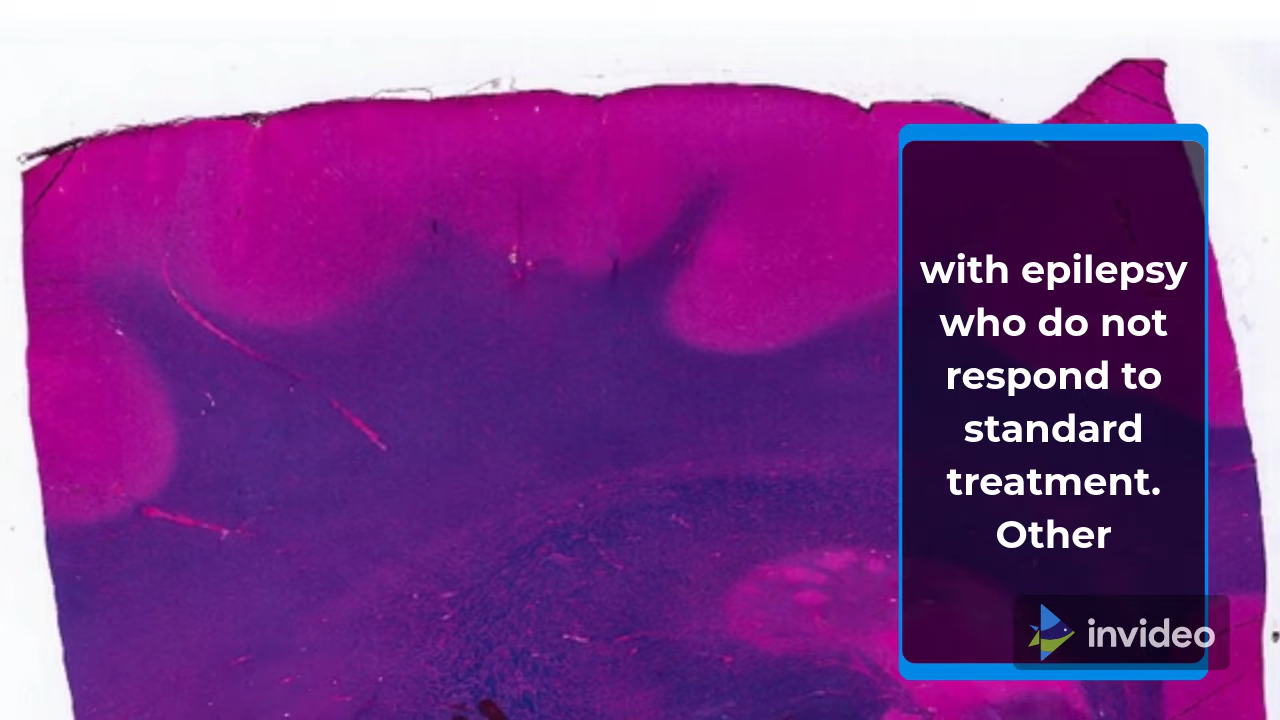 with epilepsy
who do not
respond to
standard
treatment.
Other
invideo